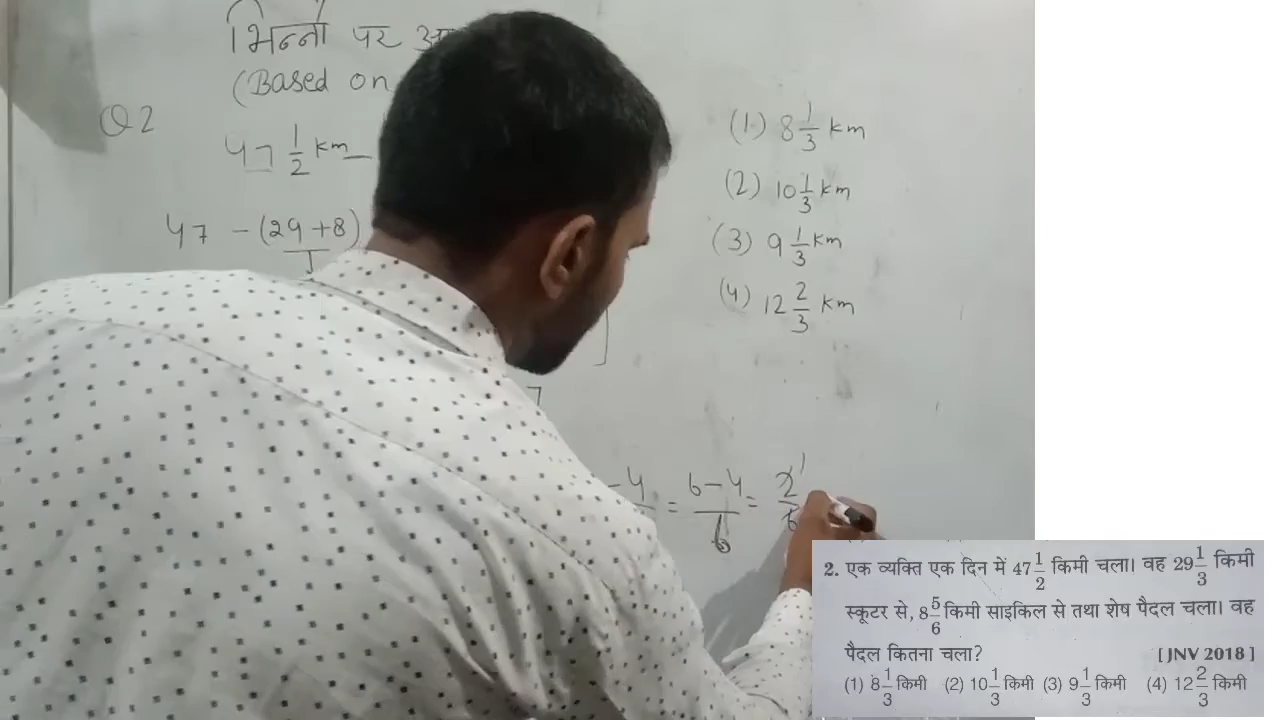 भिन्नों पर
(Based on
Q2
47 1/2 km –
47 – (29+8)
(1) 8 1/3 km
(2) 10 1/3 km
(3) 9 1/3 km
(4) 12 2/3 km
–4 = 6–4/6 = 2/6
2. एक व्यक्ति एक दिन में 47 1/2 किमी चला। वह 29 1/3 किमी
स्कूटर से, 8 5/6 किमी साइकिल से तथा शेष पैदल चला। वह
पैदल कितना चला? [JNV 2018]
(1) 8 1/3 किमी (2) 10 1/3 किमी (3) 9 1/3 किमी (4) 12 2/3 किमी